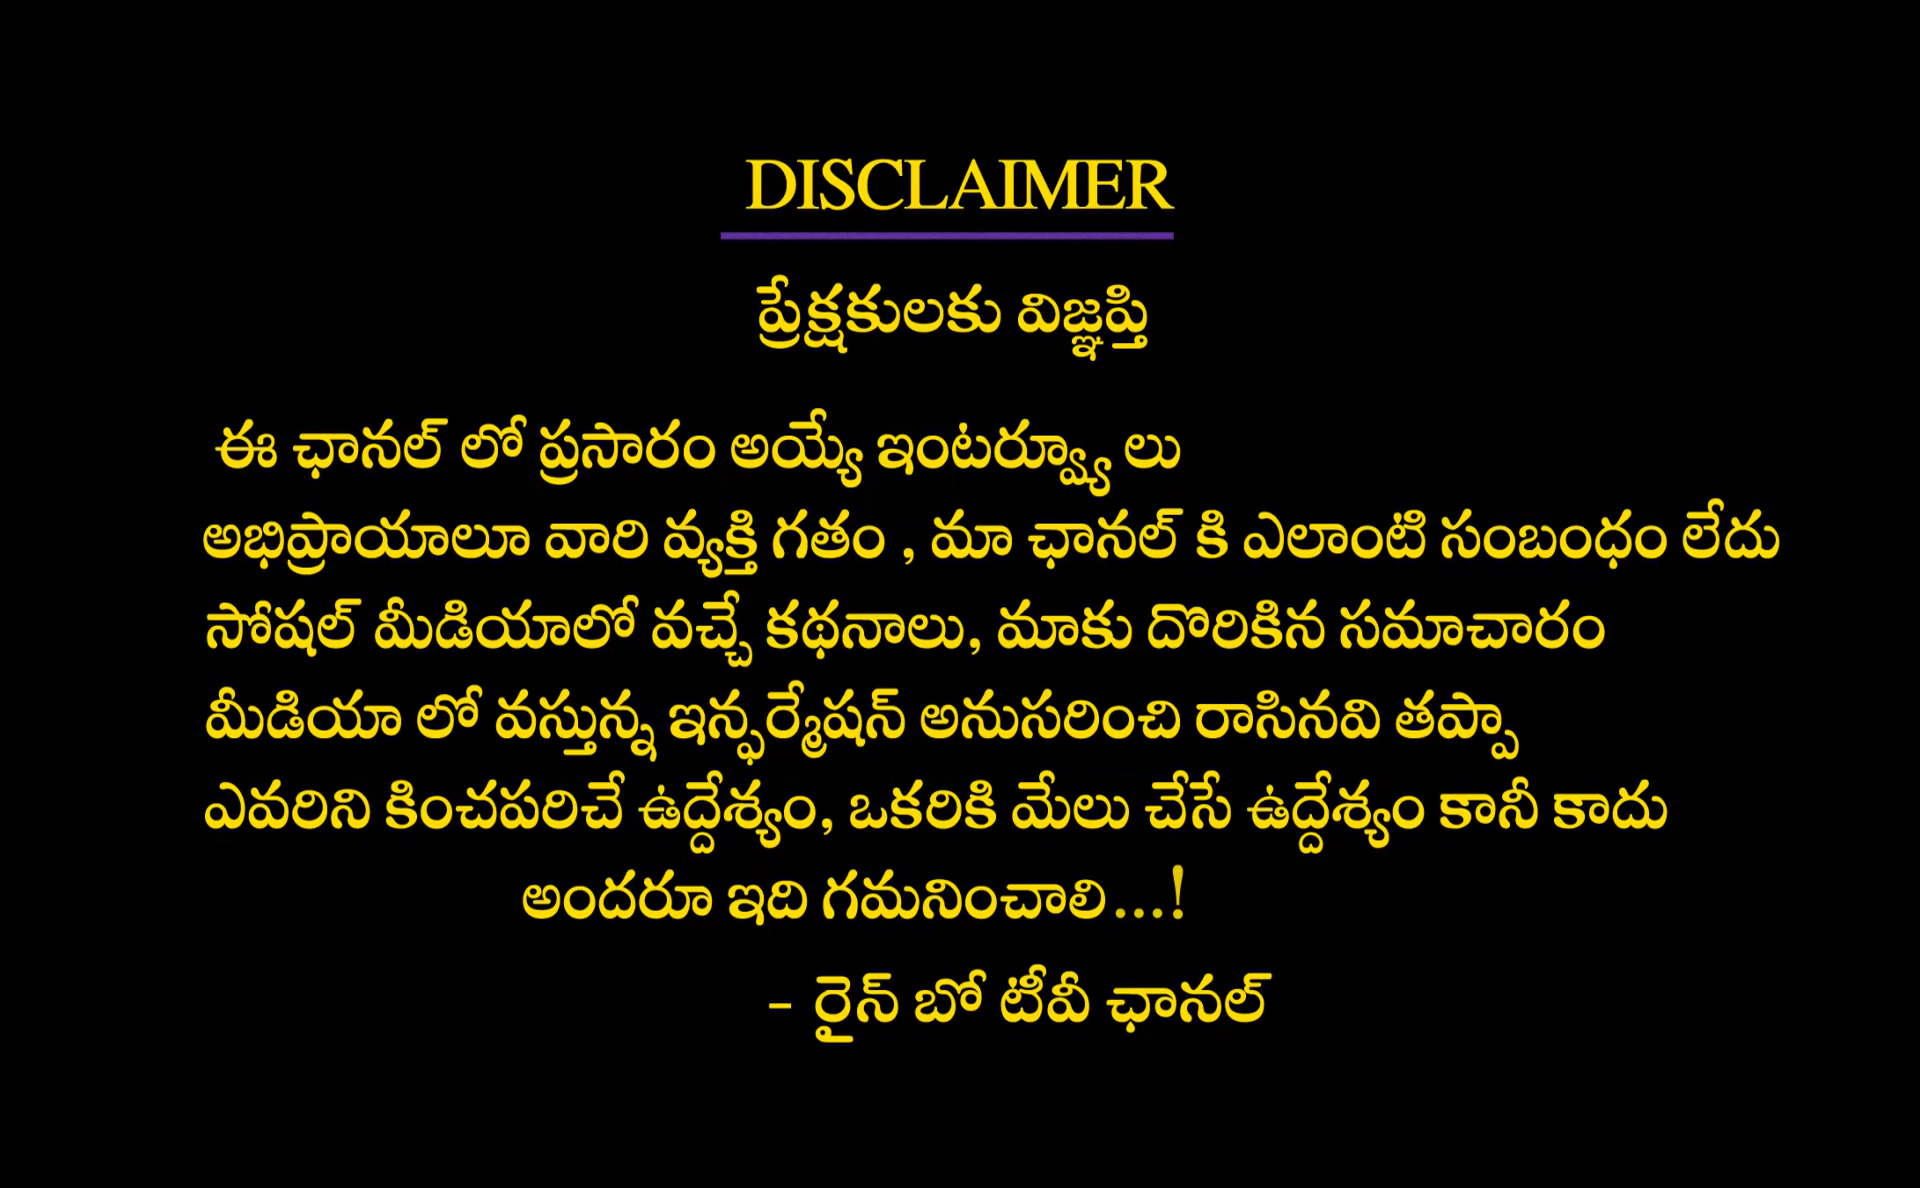 DISCLAIMER
ప్రేక్షకులకు విజ్ఞప్తి
ఈ ఛానల్ లో ప్రసారం అయ్యే ఇంటర్వ్యూ లు
అభిప్రాయాలూ వారి వ్యక్తి గతం , మా ఛానల్ కి ఎలాంటి సంబంధం లేదు
సోషల్ మీడియాలో వచ్చే కథనాలు, మాకు దొరికిన సమాచారం
మీడియా లో వస్తున్న ఇన్ఫర్మేషన్ అనుసరించి రాసినవి తప్పా
ఎవరిని కించపరిచే ఉద్దేశ్యం, ఒకరికి మేలు చేసే ఉద్దేశ్యం కానీ కాదు
అందరూ ఇది గమనించాలి...!
- రైన్ బో టీవీ ఛానల్